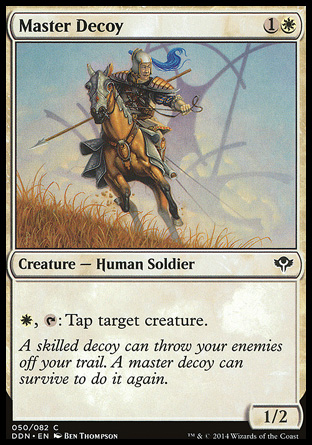 Master Decoy 1
Creature — Human Soldier
, : Tap target creature.
A skilled decoy can throw your enemies
off your trail. A master decoy can
survive to do it again.
1/2
050/082 C
DDN • EN Ben Thompson ™ & © 2014 Wizards of the Coast